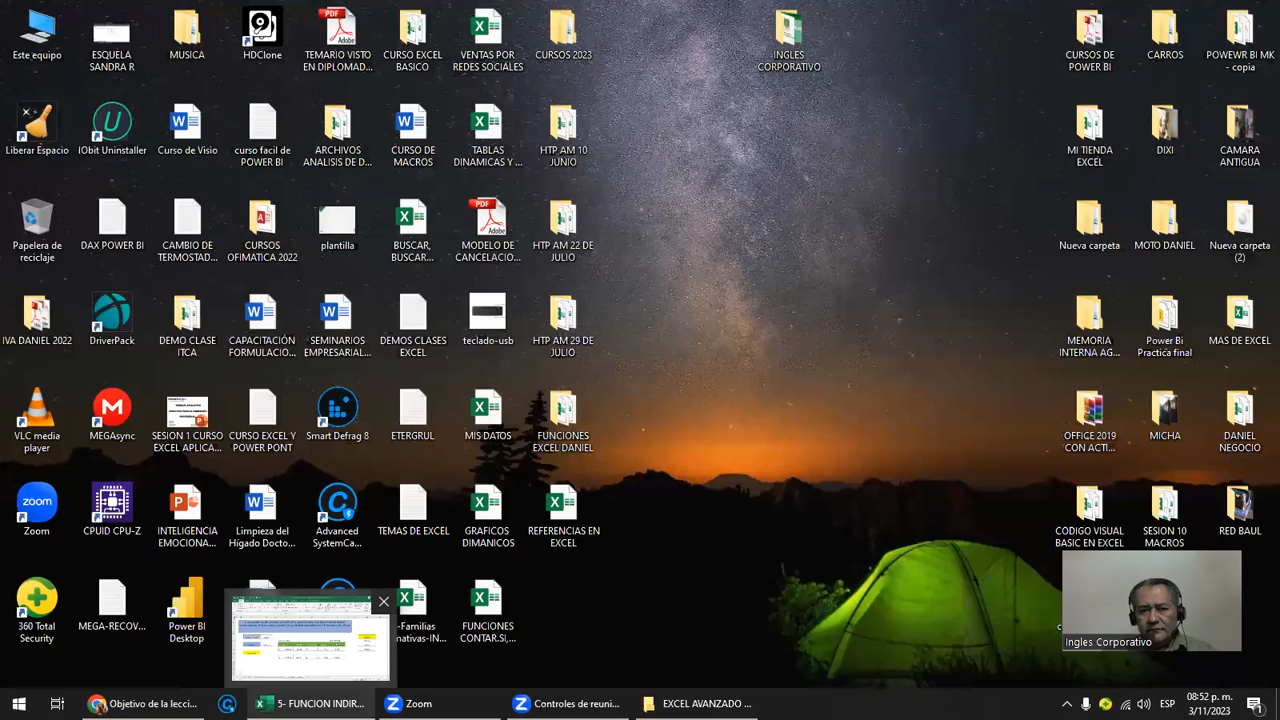 Este equipo
ESCUELA
SANDRA R
MUSICA
HDClone
TEMARIO VISTO
EN DIPLOMAD...
CURSO EXCEL
BASICO
VENTAS POR
REDES SOCIALES
CURSOS 2023
INGLES
CORPORATIVO
CURSOS DE
POWER BI
CARROS
POWEWR BI MK
- copia
Liberar Espacio
IObit Uninstaller
Curso de Visio
curso facil de
POWER BI
ARCHIVOS
ANALISIS DE D...
CURSO DE
MACROS
TABLAS
DINAMICAS Y ...
HTP AM 10
JUNIO
MI TIENDA
EXCEL
DIXI
CAMARA
ANTIGUA
Papelera de
reciclaje
DAX POWER BI
CAMBIO DE
TERMOSTAD...
CURSOS
OFIMATICA 2022
plantilla
BUSCAR,
BUSCAR...
MODELO DE
CANCELACIO...
HTP AM 22 DE
JULIO
Nueva carpeta
MOTO DANIEL
Nueva carpeta
(2)
IVA DANIEL 2022
DriverPack
DEMO CLASE
ITCA
CAPACITACIÓN
FORMULACIO...
SEMINARIOS
EMPRESARIAL...
DEMOS CLASES
EXCEL
teclado-usb
HTP AM 29 DE
JULIO
MEMORIA
INTERNA AG...
Power Bi
Practica final
MAS DE EXCEL
VLC media
player
MEGAsync
SESION 1 CURSO
EXCEL APLICA...
CURSO EXCEL Y
POWER PONT
Smart Defrag 8
ETERGRUL
MIS DATOS
FUNCIONES
EXCEL DANIEL
OFFICE 2019
CON ACTI...
MICHA
DANIEL
NEGOCIO
Zoom
CPUID CPU-Z
INTELIGENCIA
EMOCIONA...
Limpieza del
Hígado Docto...
Advanced
SystemCa...
TEMAS DE EXCEL
GRAFICOS
DIMANICOS
REFERENCIAS EN
EXCEL
CODIGO VISUAL
BASIC EN EXCEL
SESION 10
MACROS
RED BAUL
360 Total
Security
MEGA-RECOV...
Power BI
Desktop
-Familias
nativas-IN...
FUNCIONES
CONTAR.SI,...
gles Corporativo
Objetivo de la lecci...
5- FUNCION INDIR...
Zoom
Controles de reuni...
EXCEL AVANZADO ...
ESP
08:52 p. m.
3/11/2023